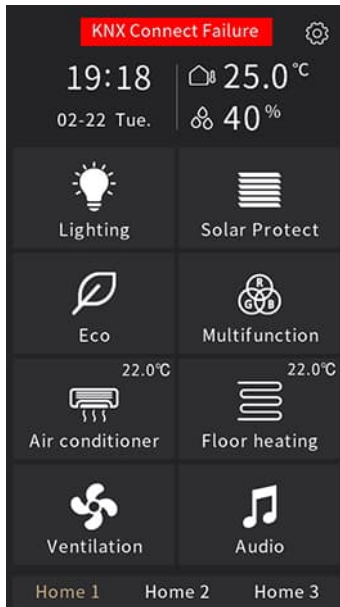 KNX Connect Failure
19:18
25.0°C
02-22 Tue.
40%
Lighting
Solar Protect
Eco
R
G B
Multifunction
22.0°C
22.0°C
Air conditioner
Floor heating
Ventilation
Audio
Home 1 Home 2 Home 3